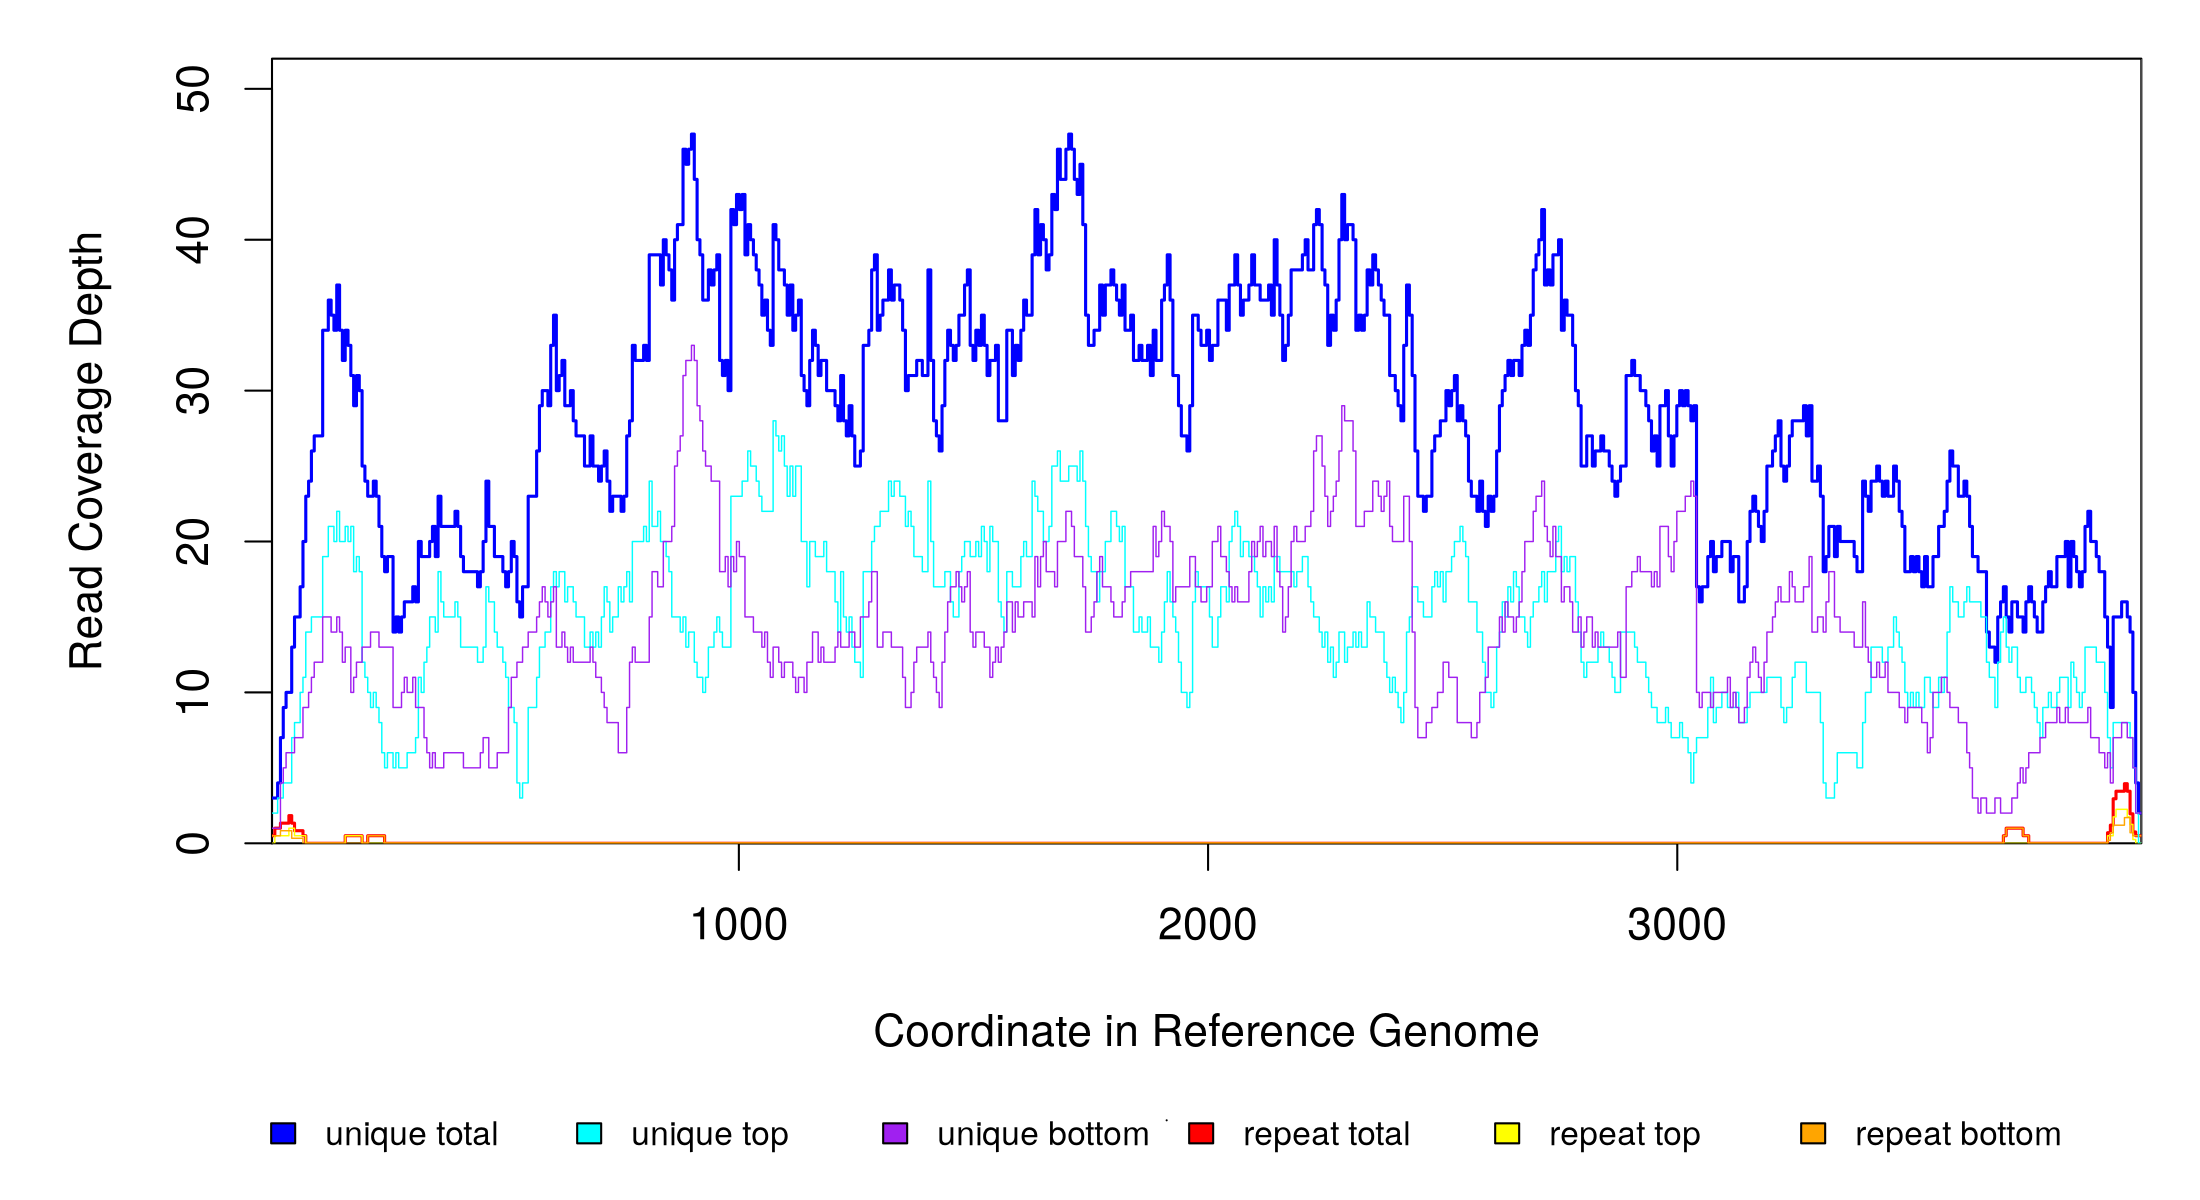 50
40
30
20
10
0
Read Coverage Depth
1000 2000 3000
Coordinate in Reference Genome
unique total unique top unique bottom repeat total repeat top repeat bottom